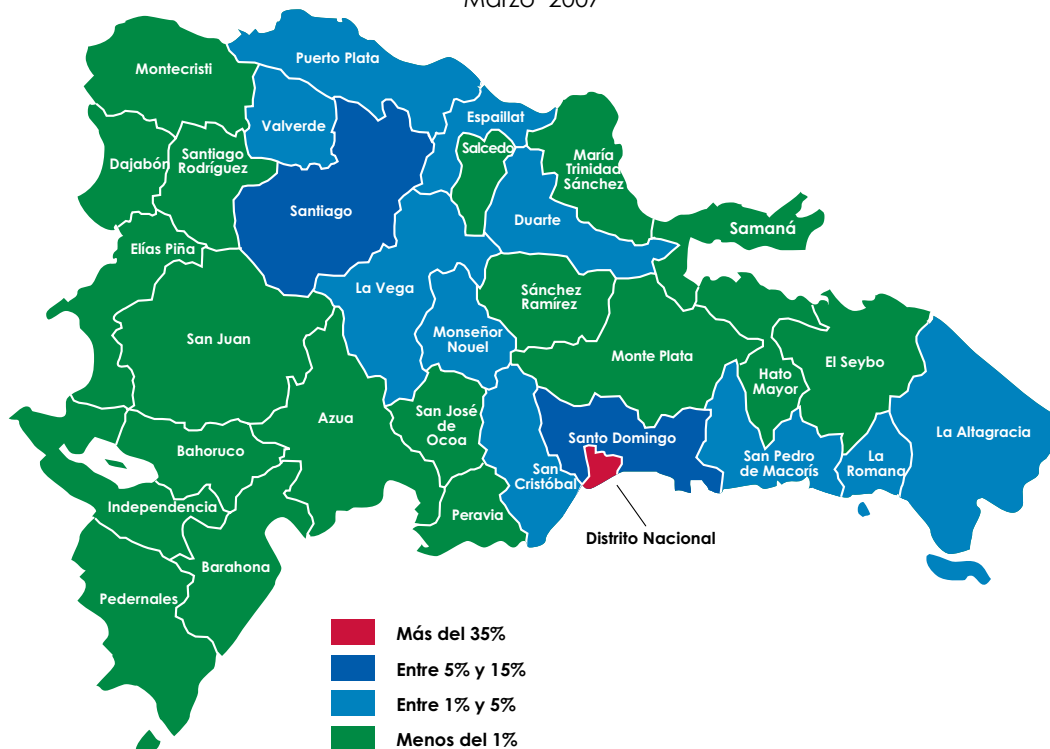 Marzo 2007
Puerto Plata
Montecristi
Espaillat
Valverde
Salcedo
Dajabón
Santiago
Rodríguez
María
Trinidad
Sánchez
Santiago
Duarte
Samaná
Elías Piña
La Vega
Sánchez
Ramírez
San Juan
Monseñor
Nouel
Monte Plata
El Seybo
Hato
Mayor
Azua
San José
de
Ocoa
La Altagracia
Santo Domingo
Bahoruco
San Pedro
de Macorís
La
Romana
San
Cristóbal
Independencia
Peravia
Distrito Nacional
Barahona
Pedernales
Más del 35%
Entre 5% y 15%
Entre 1% y 5%
Menos del 1%